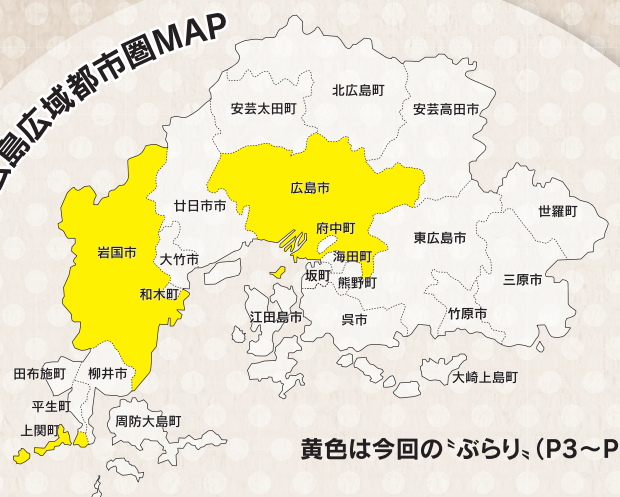 島広域都市圏MAP
北広島町
安芸太田町
安芸高田市
広島市
廿日市市
世羅町
府中町
東広島市
岩国市
海田町
大竹市
坂町
熊野町
三原市
和木町
江田島市
呉市
竹原市
田布施町
柳井市
大崎上島町
平生町
周防大島町
上関町
黄色は今回の〝ぶらり〟(P3～P